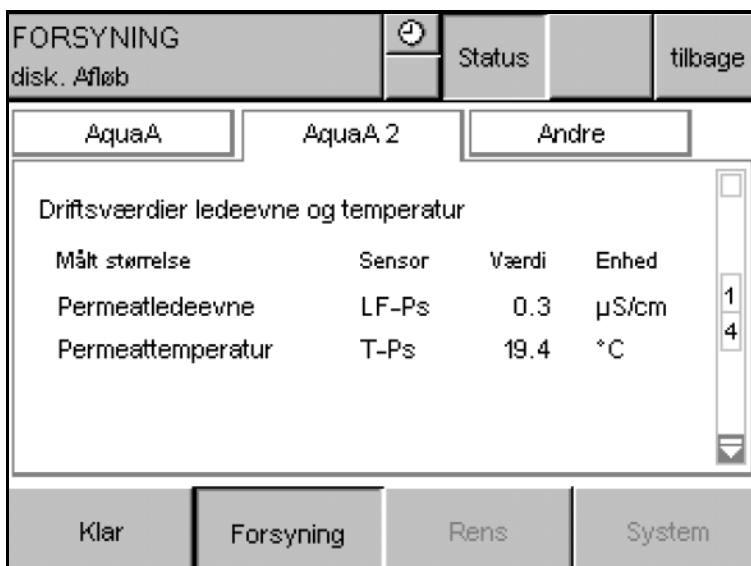 FORSYNING
disk. Afløb
Status
tilbage
AquaA
AquaA 2
Andre
Driftsværdier ledeevne og temperatur
Målt størrelse Sensor Værdi Enhed
Permeatledeevne LF-Ps 0.3 µS/cm
Permeattemperatur T-Ps 19.4 °C
1
4
Klar
Forsyning
Rens
System